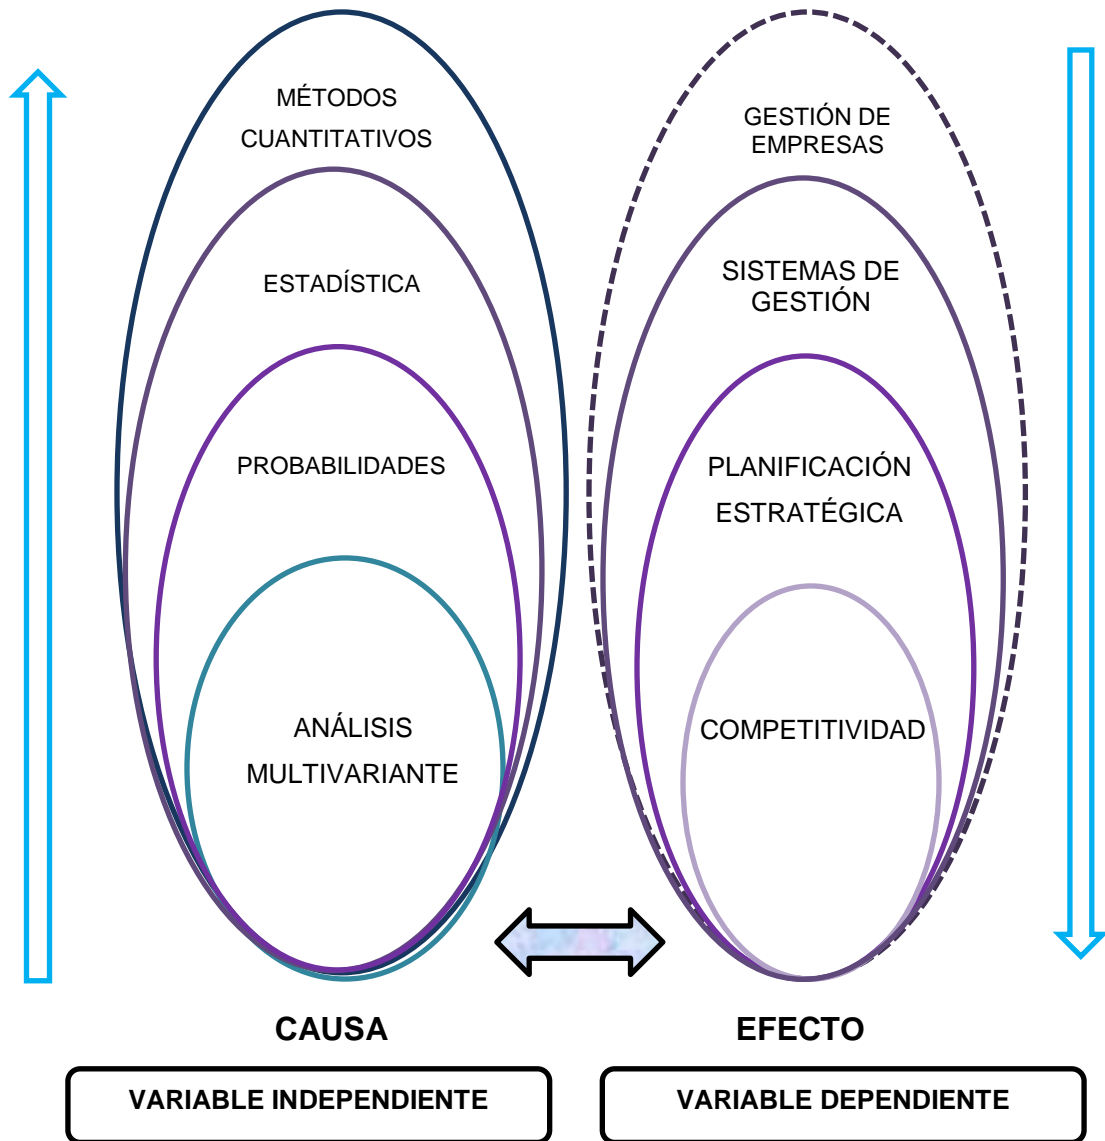 MÉTODOS
CUANTITATIVOS
ESTADÍSTICA
PROBABILIDADES
ANÁLISIS
MULTIVARIANTE
GESTIÓN DE
EMPRESAS
SISTEMAS DE
GESTIÓN
PLANIFICACIÓN
ESTRATÉGICA
COMPETITIVIDAD
CAUSA
EFECTO
VARIABLE INDEPENDIENTE
VARIABLE DEPENDIENTE